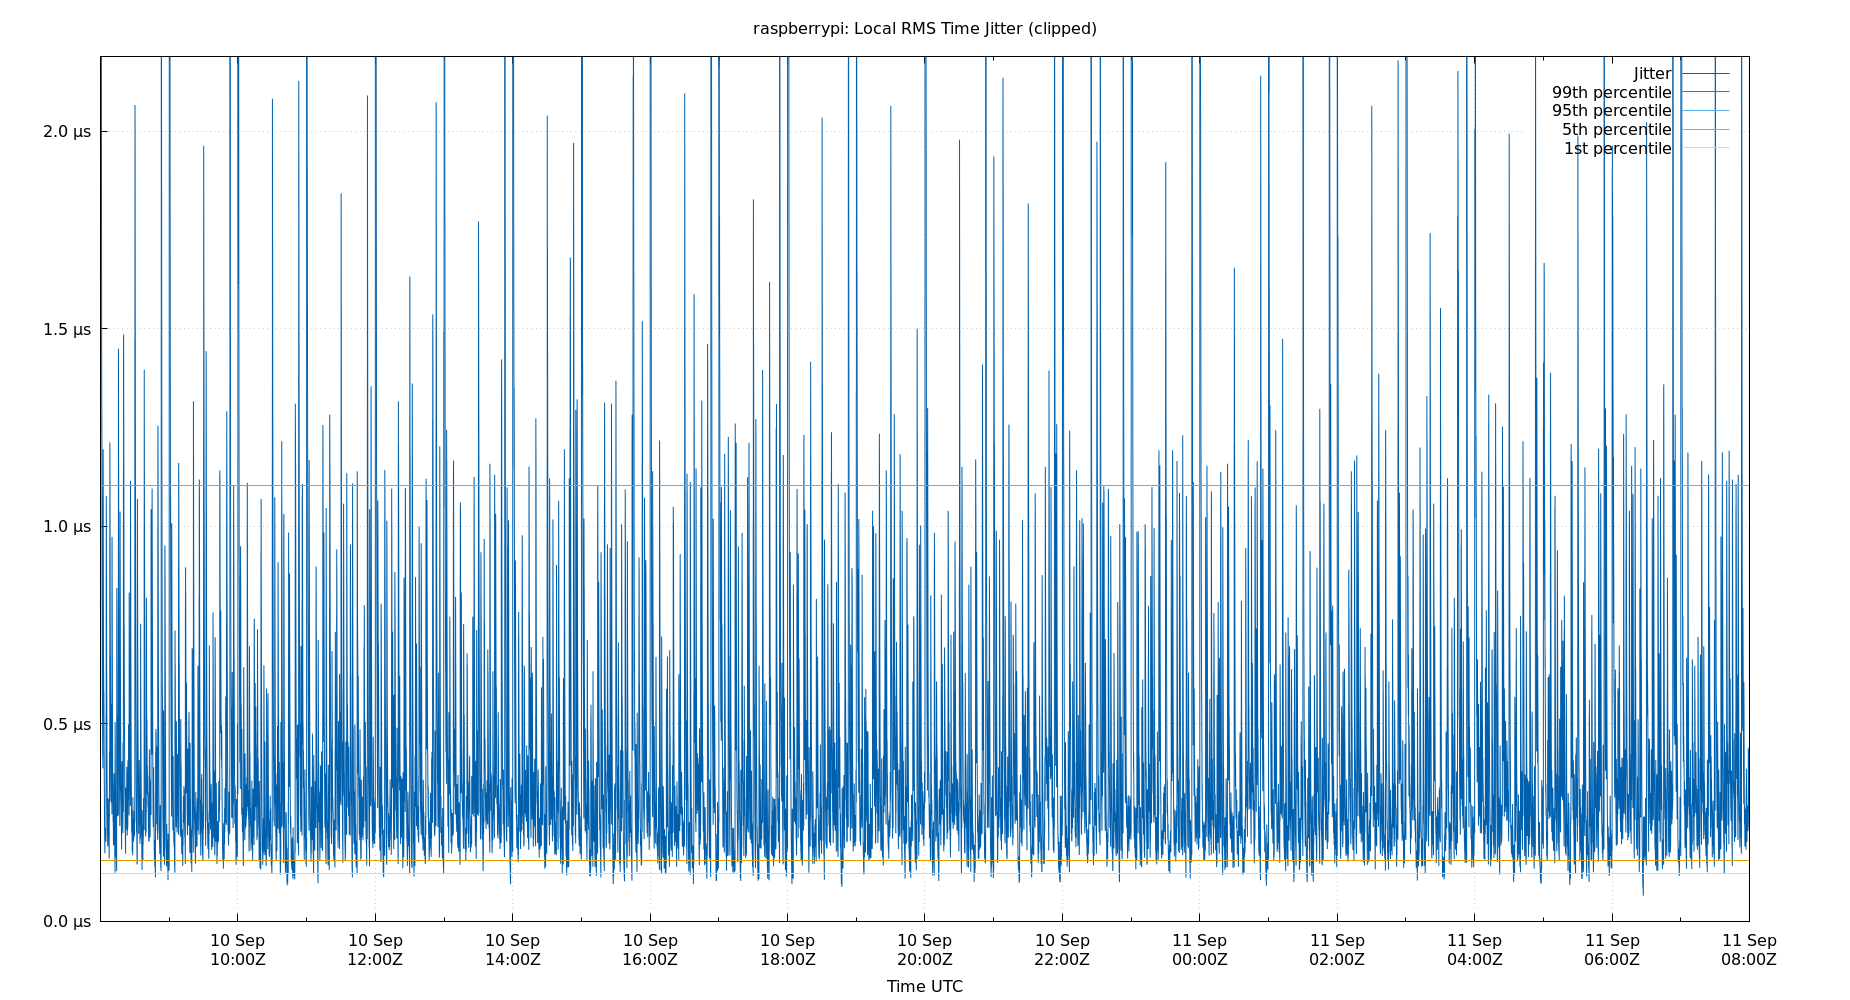 raspberrypi: Local RMS Time Jitter (clipped)
Jitter
99th percentile
95th percentile
5th percentile
1st percentile
2.0 µs
1.5 µs
1.0 µs
0.5 µs
0.0 µs
10 Sep 10 Sep 10 Sep 10 Sep 10 Sep 10 Sep 10 Sep 11 Sep 11 Sep 11 Sep 11 Sep 11 Sep
10:00Z 12:00Z 14:00Z 16:00Z 18:00Z 20:00Z 22:00Z 00:00Z 02:00Z 04:00Z 06:00Z 08:00Z
Time UTC